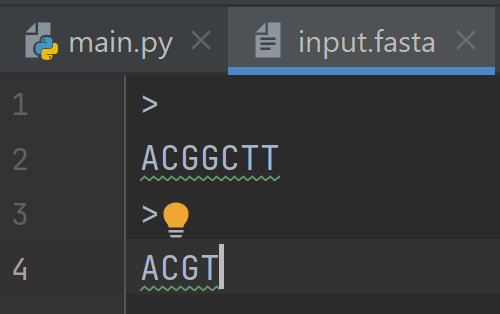 main.py input.fasta
1 >
2 ACGGCTT
3 >
4 ACGT